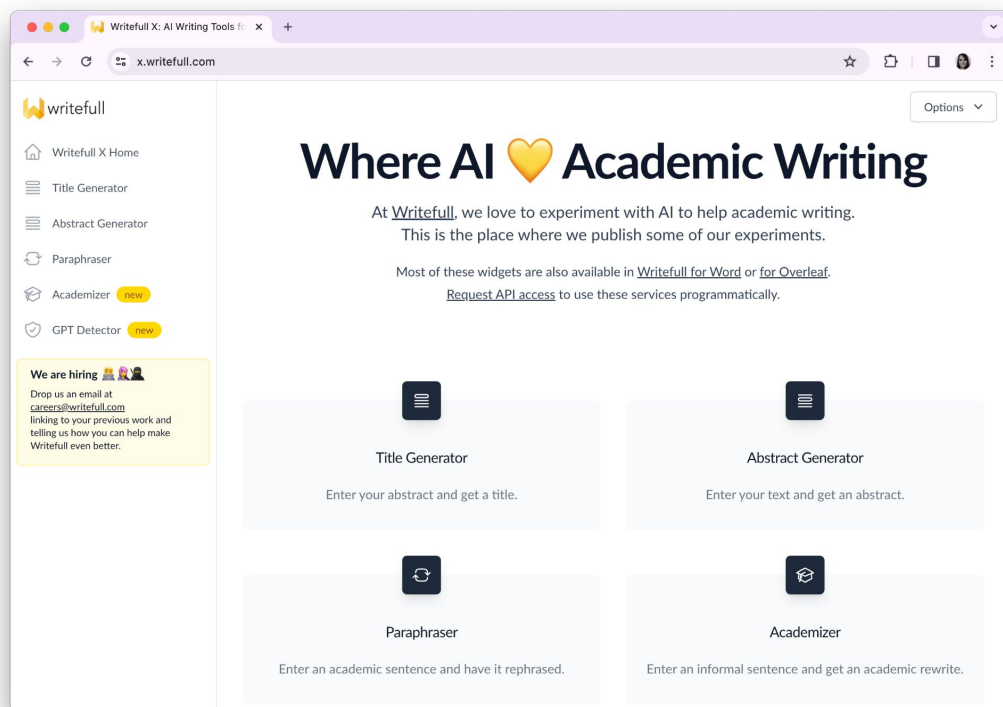 Writefull X: AI Writing Tools fo
x.writefull.com
writefull
Options
Writefull X Home
Title Generator
Abstract Generator
Paraphraser
Academizer new
GPT Detector new
We are hiring
Drop us an email at
careers@writefull.com
linking to your previous work and
telling us how you can help make
Writefull even better.
Where AI 💛 Academic Writing
At Writefull, we love to experiment with AI to help academic writing.
This is the place where we publish some of our experiments.
Most of these widgets are also available in Writefull for Word or for Overleaf.
Request API access to use these services programmatically.
Title Generator
Enter your abstract and get a title.
Abstract Generator
Enter your text and get an abstract.
Paraphraser
Enter an academic sentence and have it rephrased.
Academizer
Enter an informal sentence and get an academic rewrite.